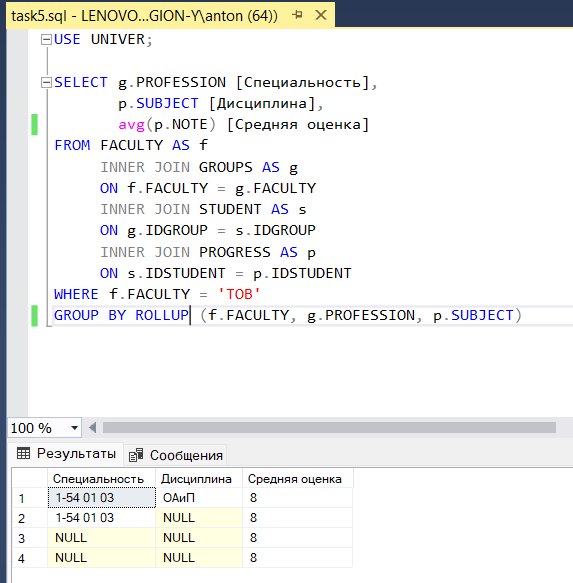 task5.sql - LENOVO...GION-Y\anton (64))
USE UNIVER;
SELECT g.PROFESSION [Специальность],
p.SUBJECT [Дисциплина],
avg(p.NOTE) [Средняя оценка]
FROM FACULTY AS f
INNER JOIN GROUPS AS g
ON f.FACULTY = g.FACULTY
INNER JOIN STUDENT AS s
ON g.IDGROUP = s.IDGROUP
INNER JOIN PROGRESS AS p
ON s.IDSTUDENT = p.IDSTUDENT
WHERE f.FACULTY = 'ТОВ'
GROUP BY ROLLUP (f.FACULTY, g.PROFESSION, p.SUBJECT)
100 %
Результаты Сообщения
Специальность Дисциплина Средняя оценка
1 1-54 01 03 ОАиП 8
2 1-54 01 03 NULL 8
3 NULL NULL 8
4 NULL NULL 8